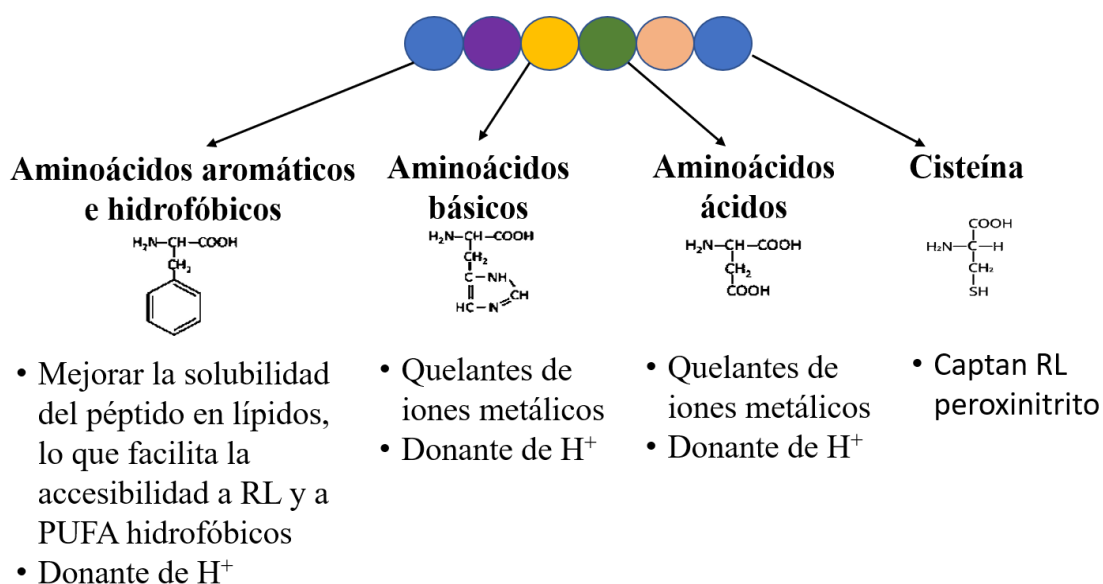 Aminoácidos aromáticos
e hidrofóbicos
H₂N–CH–COOH
CH₂
• Mejorar la solubilidad
del péptido en lípidos,
lo que facilita la
accesibilidad a RL y a
PUFA hidrofóbicos
• Donante de H⁺
Aminoácidos
básicos
H₂N–CH–COOH
CH₂
C–NH
CH
HC–N
• Quelantes de
iones metálicos
• Donante de H⁺
Aminoácidos
ácidos
H₂N–CH–COOH
CH₂
COOH
• Quelantes de
iones metálicos
• Donante de H⁺
Cisteína
COOH
H₂N–C–H
CH₂
SH
• Captan RL
peroxinitrito